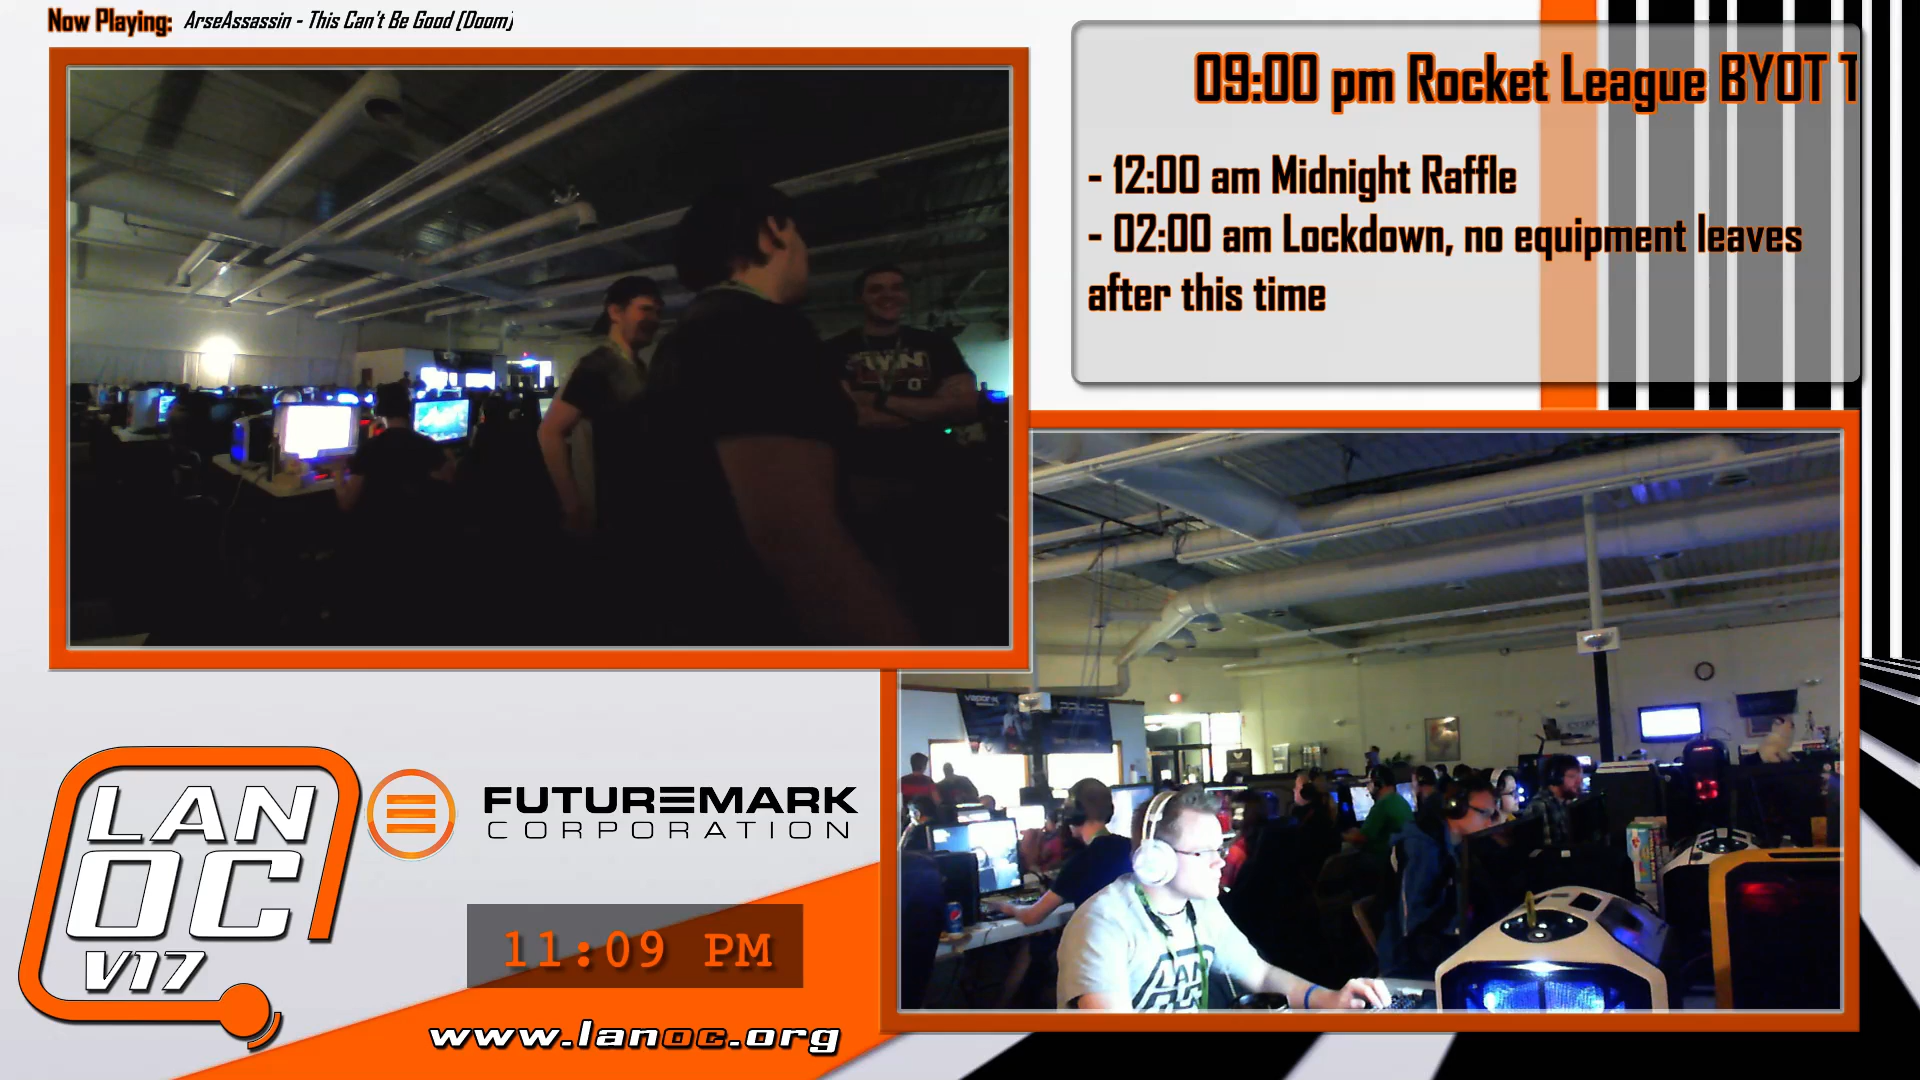 Now Playing: ArseAssassin - This Can't Be Good (Doom)
09:00 pm Rocket League BYOT T
- 12:00 am Midnight Raffle
- 02:00 am Lockdown, no equipment leaves
after this time
SAPPHIRE
LAN
OC
V17
FUTUREMARK
CORPORATION
11:09 PM
www.lanoc.org